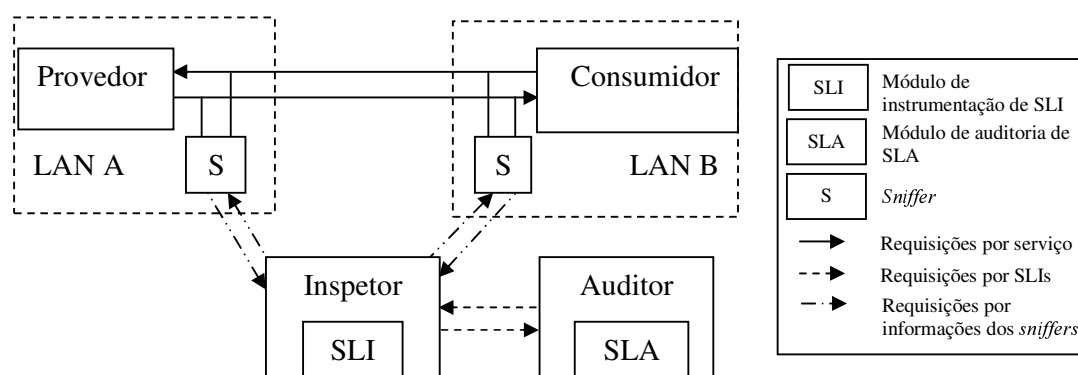 Provedor
Consumidor
S
S
LAN A
LAN B
Inspetor
Auditor
SLI
SLA
SLI
Módulo de
instrumentação de SLI
SLA
Módulo de auditoria de
SLA
S
Sniffer
Requisições por serviço
Requisições por SLIs
Requisições por
informações dos sniffers